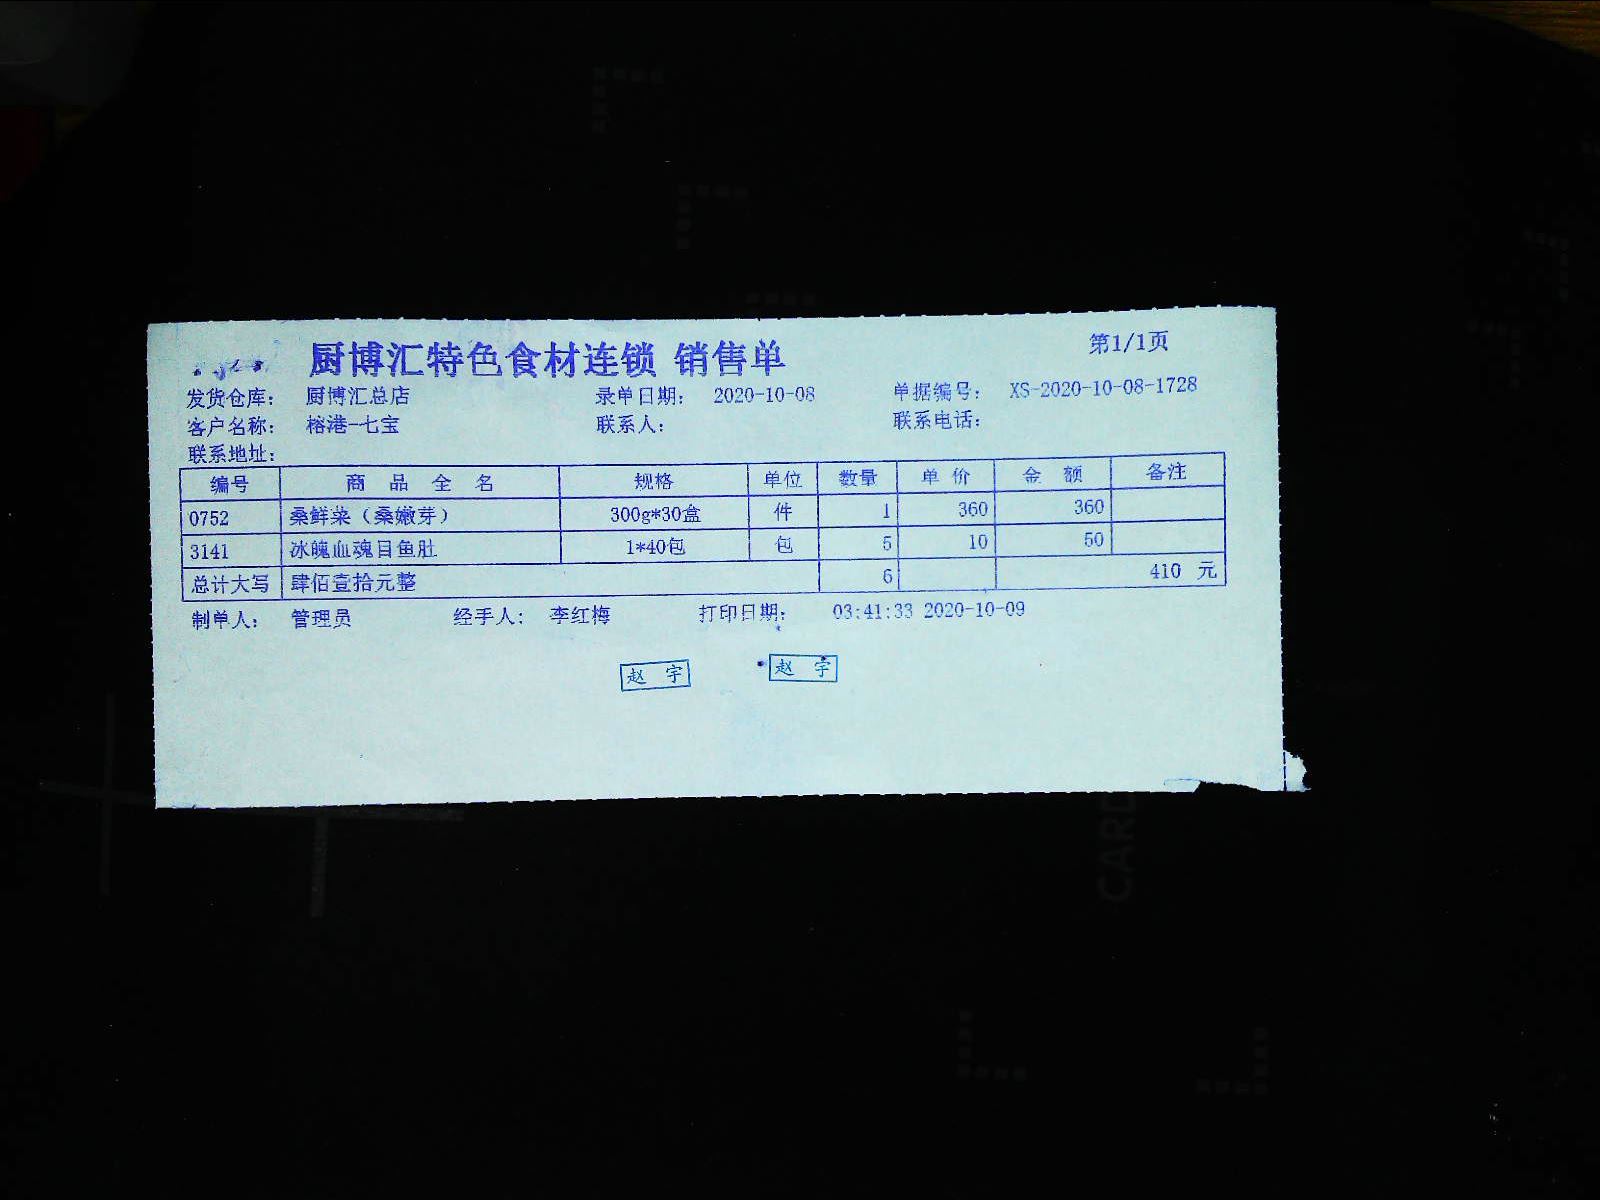 厨博汇特色食材连锁 销售单
第1/1页
发货仓库： 厨博汇总店 录单日期： 2020-10-08 单据编号： XS-2020-10-08-1728
客户名称： 榕港-七宝 联系人： 联系电话：
联系地址：
编号 商品全名 规格 单位 数量 单价 金额 备注
0752 桑鲜菜（桑嫩芽） 300g*30盒 件 1 360 360
3141 冰魄血魂目鱼肚 1*40包 包 5 10 50
总计大写 肆佰壹拾元整 6 410 元
制单人： 管理员 经手人： 李红梅 打印日期： 03:41:33 2020-10-09
赵宇 赵宇
CARD